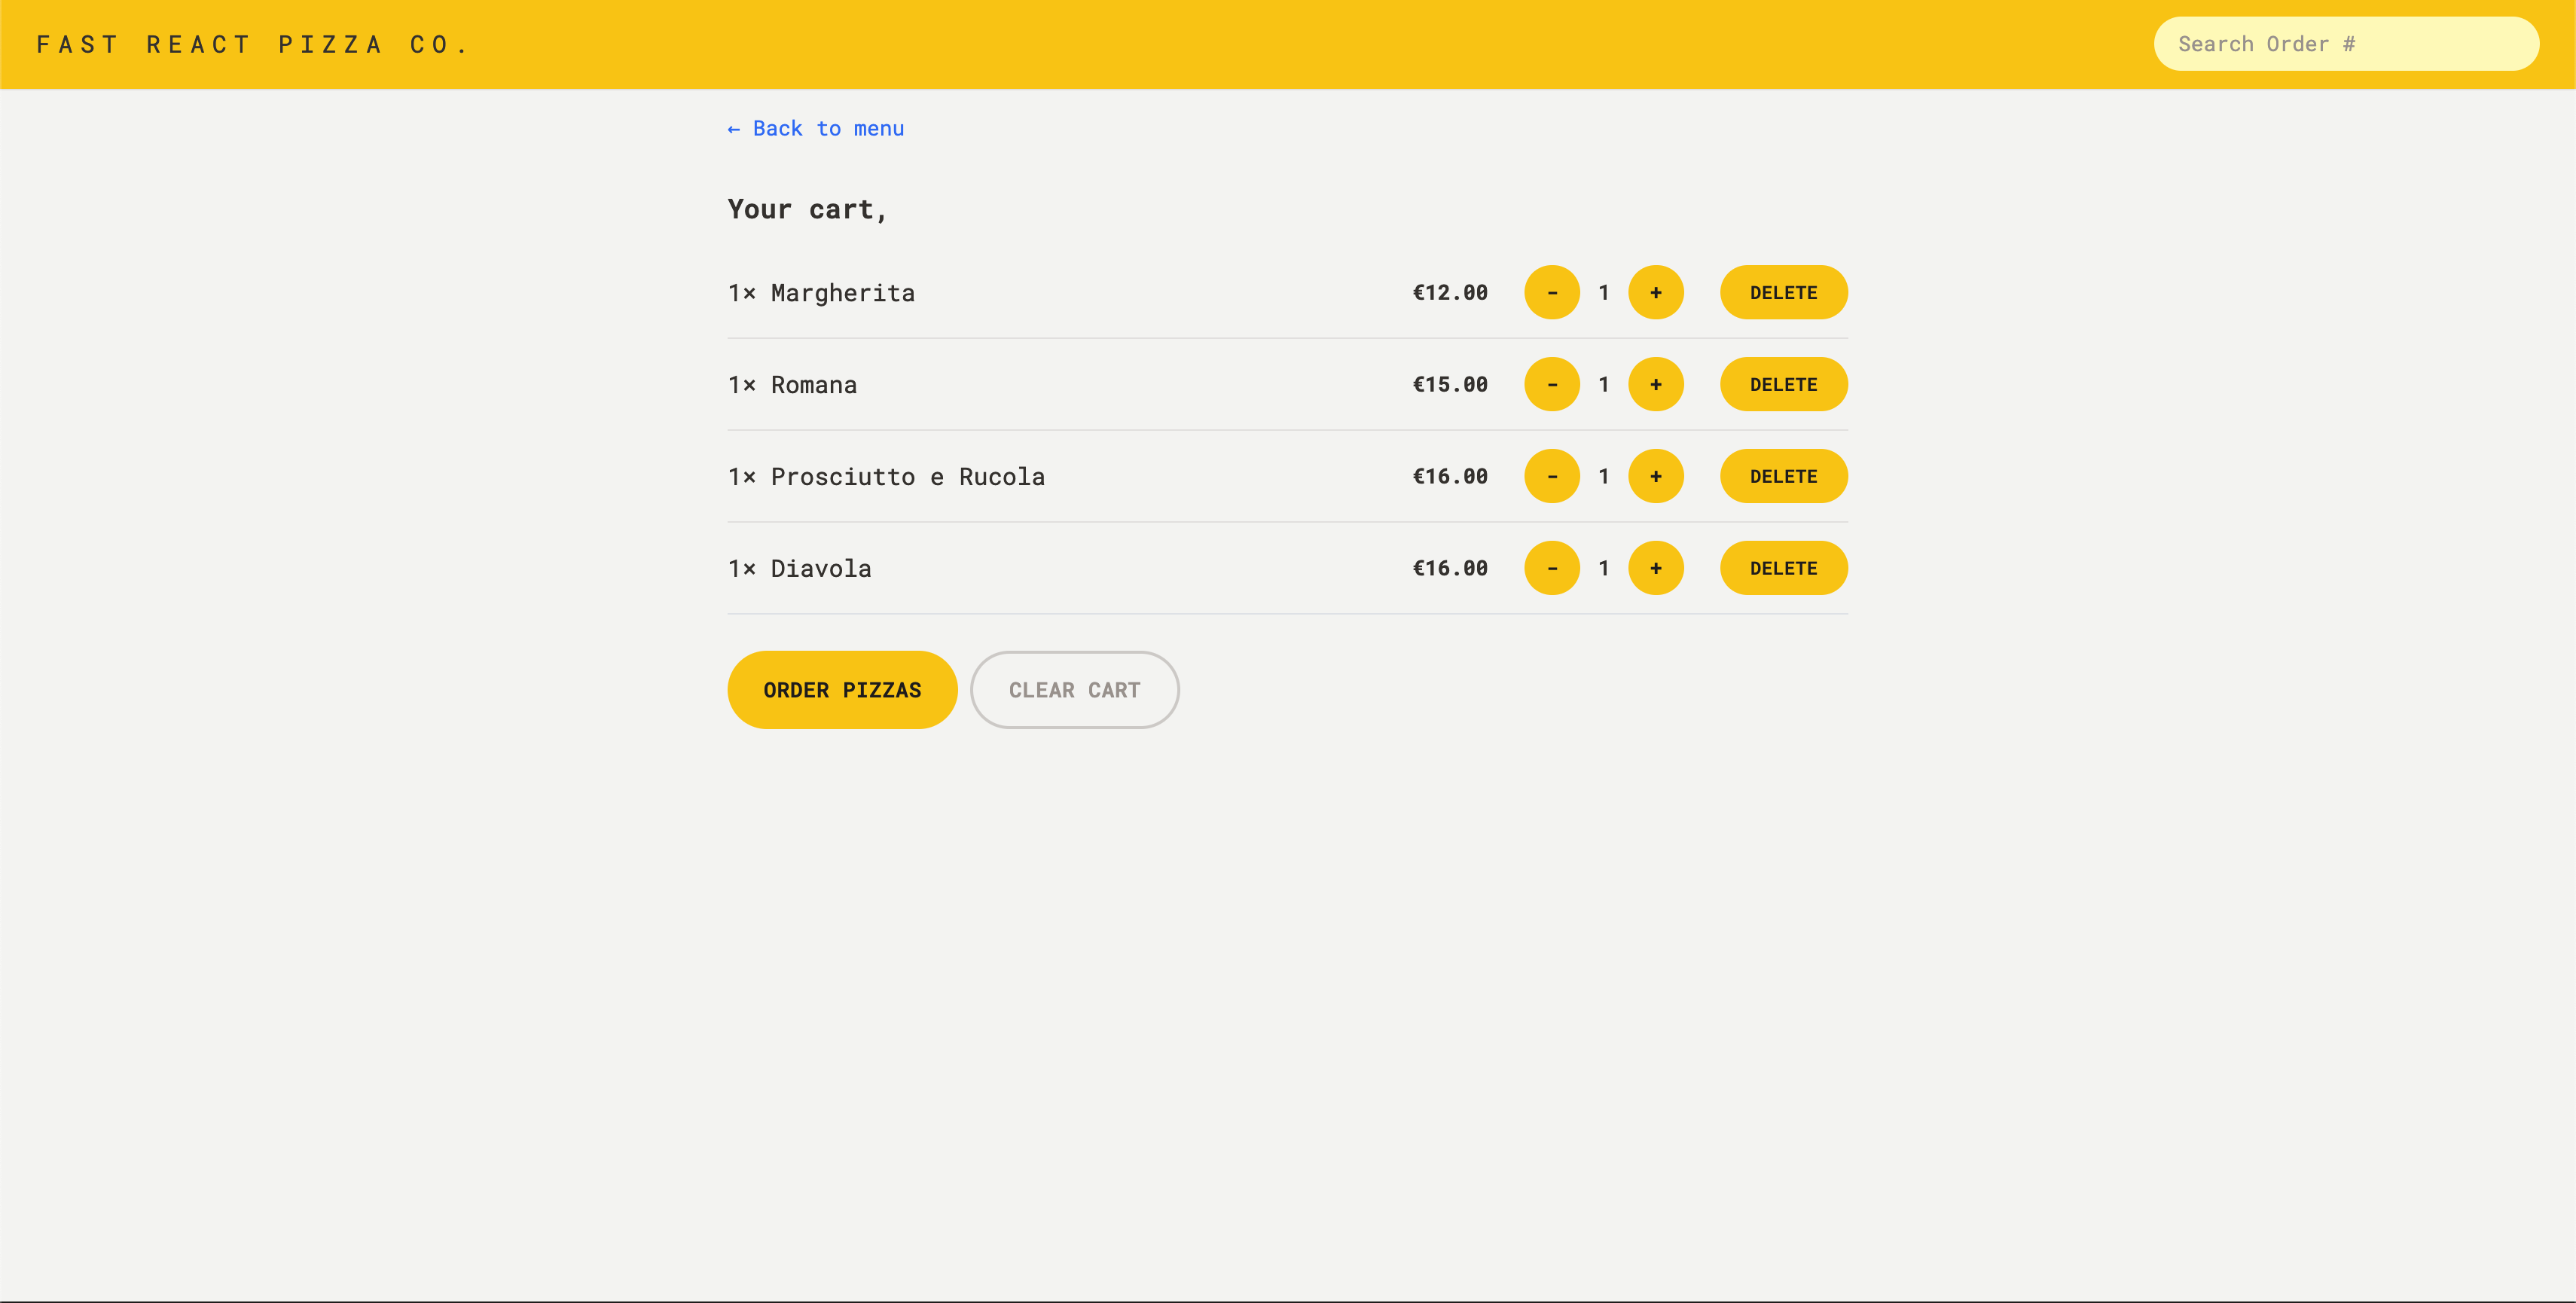 FAST REACT PIZZA CO.
Search Order #
← Back to menu
Your cart,
1× Margherita €12.00 - 1 + DELETE
1× Romana €15.00 - 1 + DELETE
1× Prosciutto e Rucola €16.00 - 1 + DELETE
1× Diavola €16.00 - 1 + DELETE
ORDER PIZZAS CLEAR CART